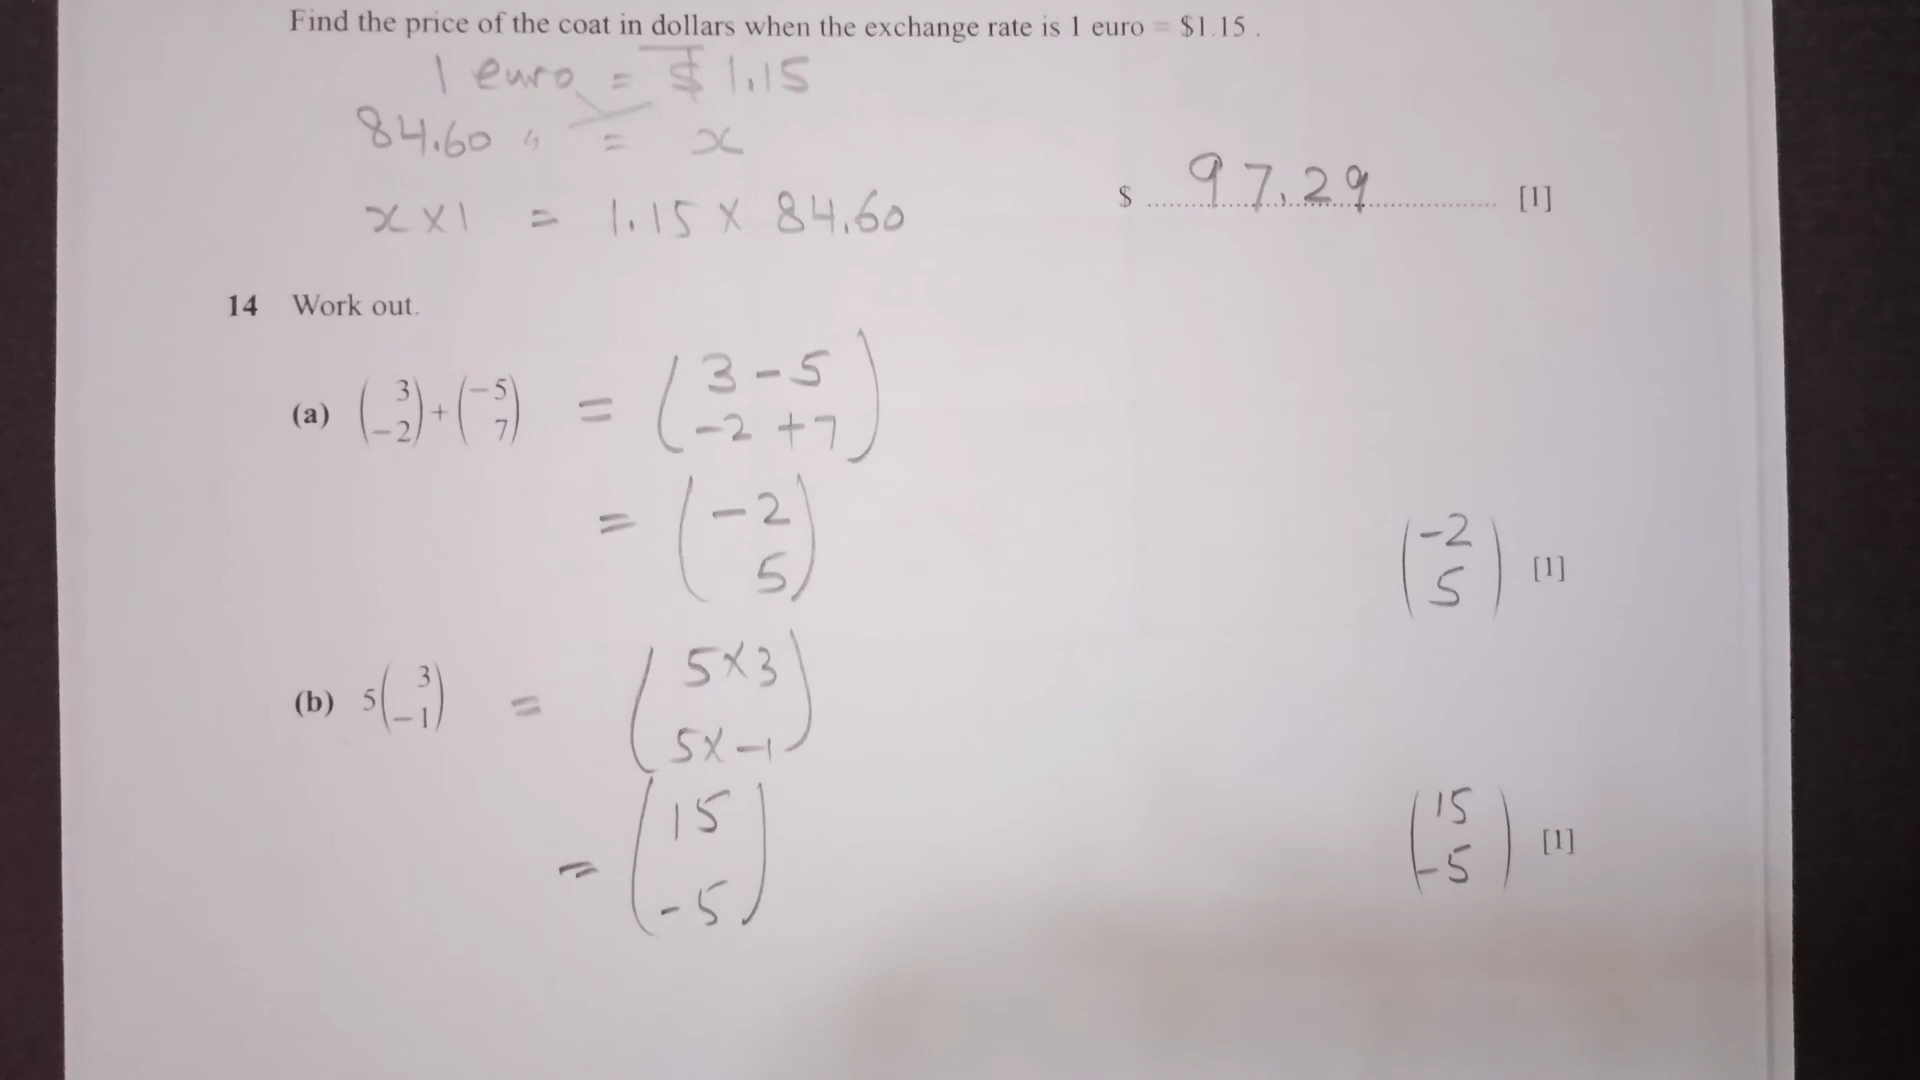 Find the price of the coat in dollars when the exchange rate is 1 euro = $1.15 .
1 euro = $ 1.15
84.60 " = x
x × 1 = 1.15 × 84.60
$ 97.29 [1]
14 Work out.
(a) (3 -2) + (-5 7) = (3 - 5 -2 + 7)
= (-2 5)
(-2 5) [1]
(b) 5(3 -1) = (5×3 5×-1)
= (15 -5)
(15 -5) [1]